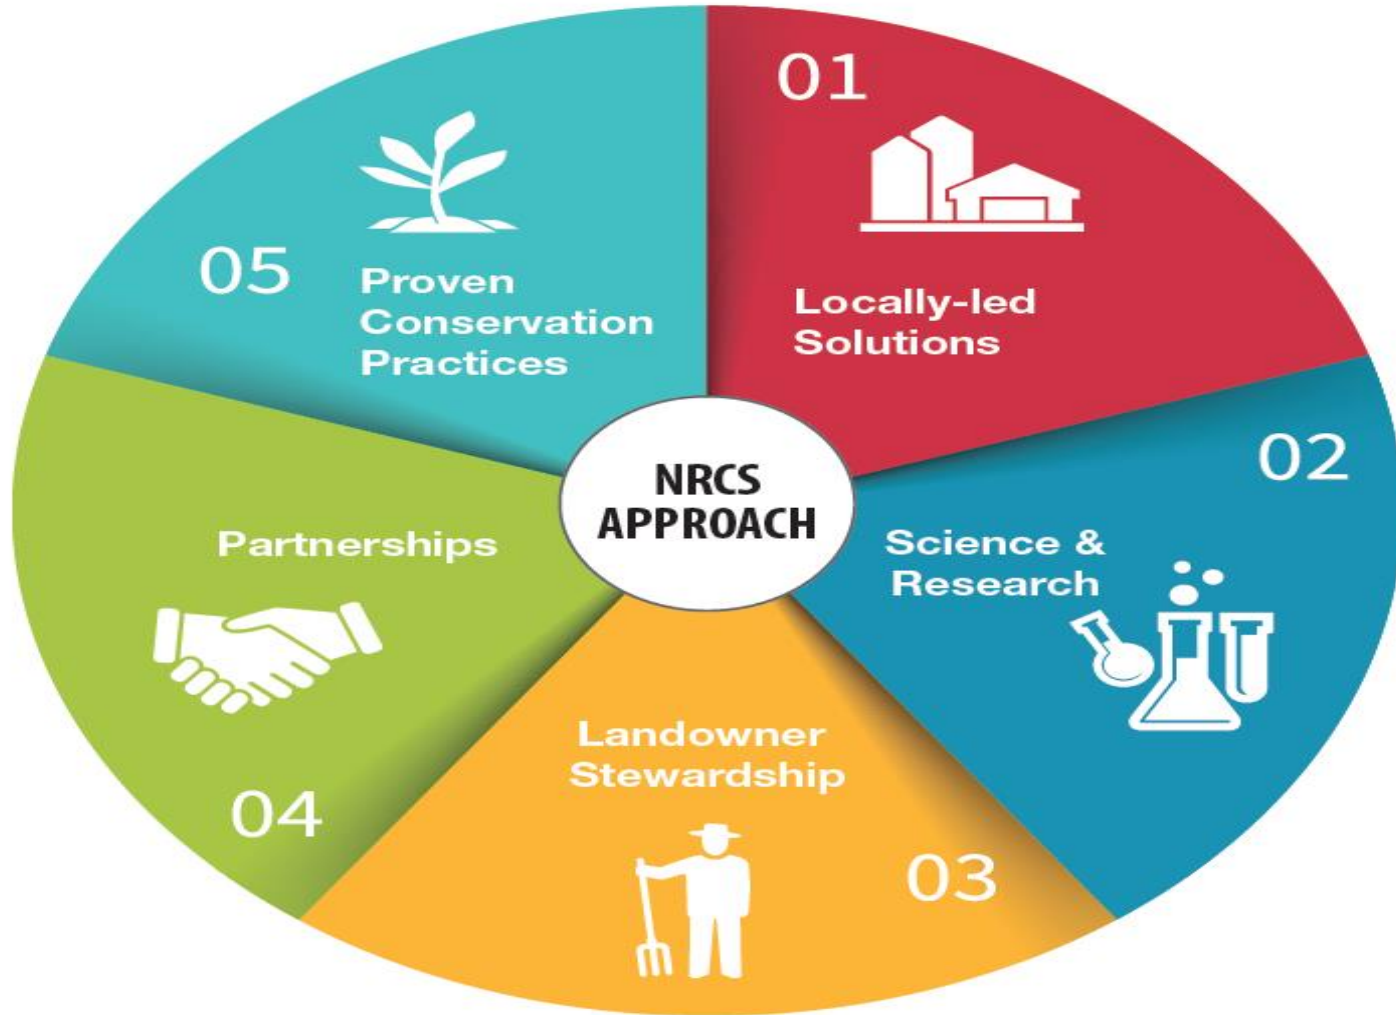 NRCS
APPROACH
01
Locally-led
Solutions
02
Science &
Research
03
Landowner
Stewardship
04
Partnerships
05
Proven
Conservation
Practices